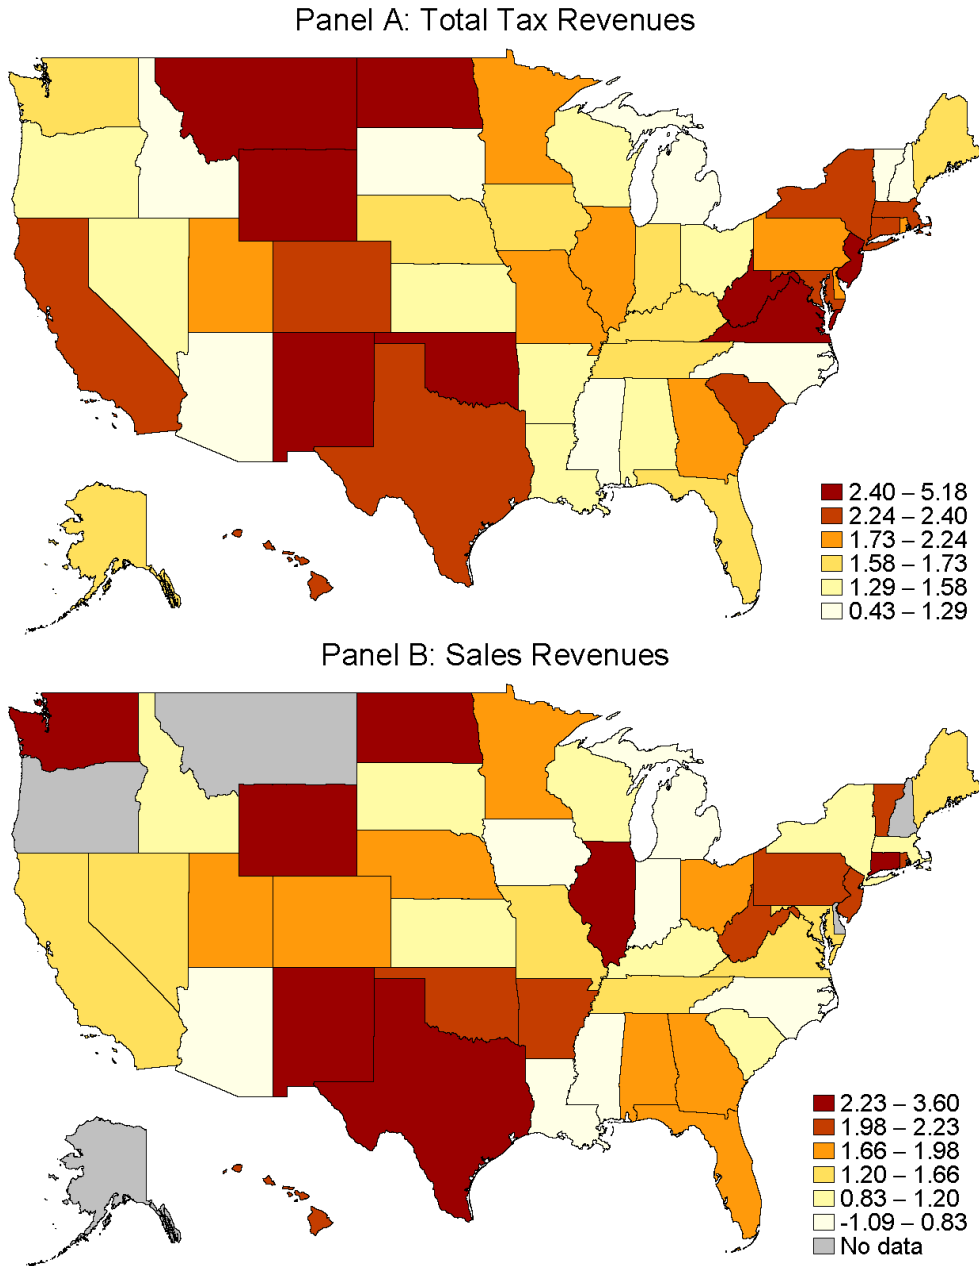 Panel A: Total Tax Revenues
2.40 – 5.18
2.24 – 2.40
1.73 – 2.24
1.58 – 1.73
1.29 – 1.58
0.43 – 1.29
Panel B: Sales Revenues
2.23 – 3.60
1.98 – 2.23
1.66 – 1.98
1.20 – 1.66
0.83 – 1.20
-1.09 – 0.83
No data